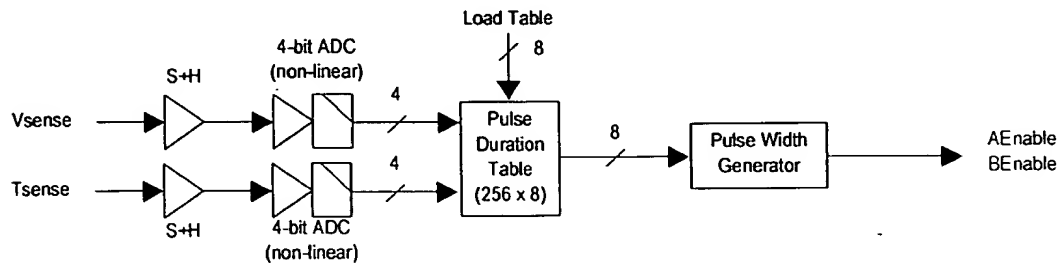 Load Table
8
4-bit ADC
(non-linear)
S+H
4
Vsense
Pulse
Duration
Table
(256 x 8)
8
Pulse Width
Generator
AEnable
BEnable
Tsense
4
S+H
4-bit ADC
(non-linear)